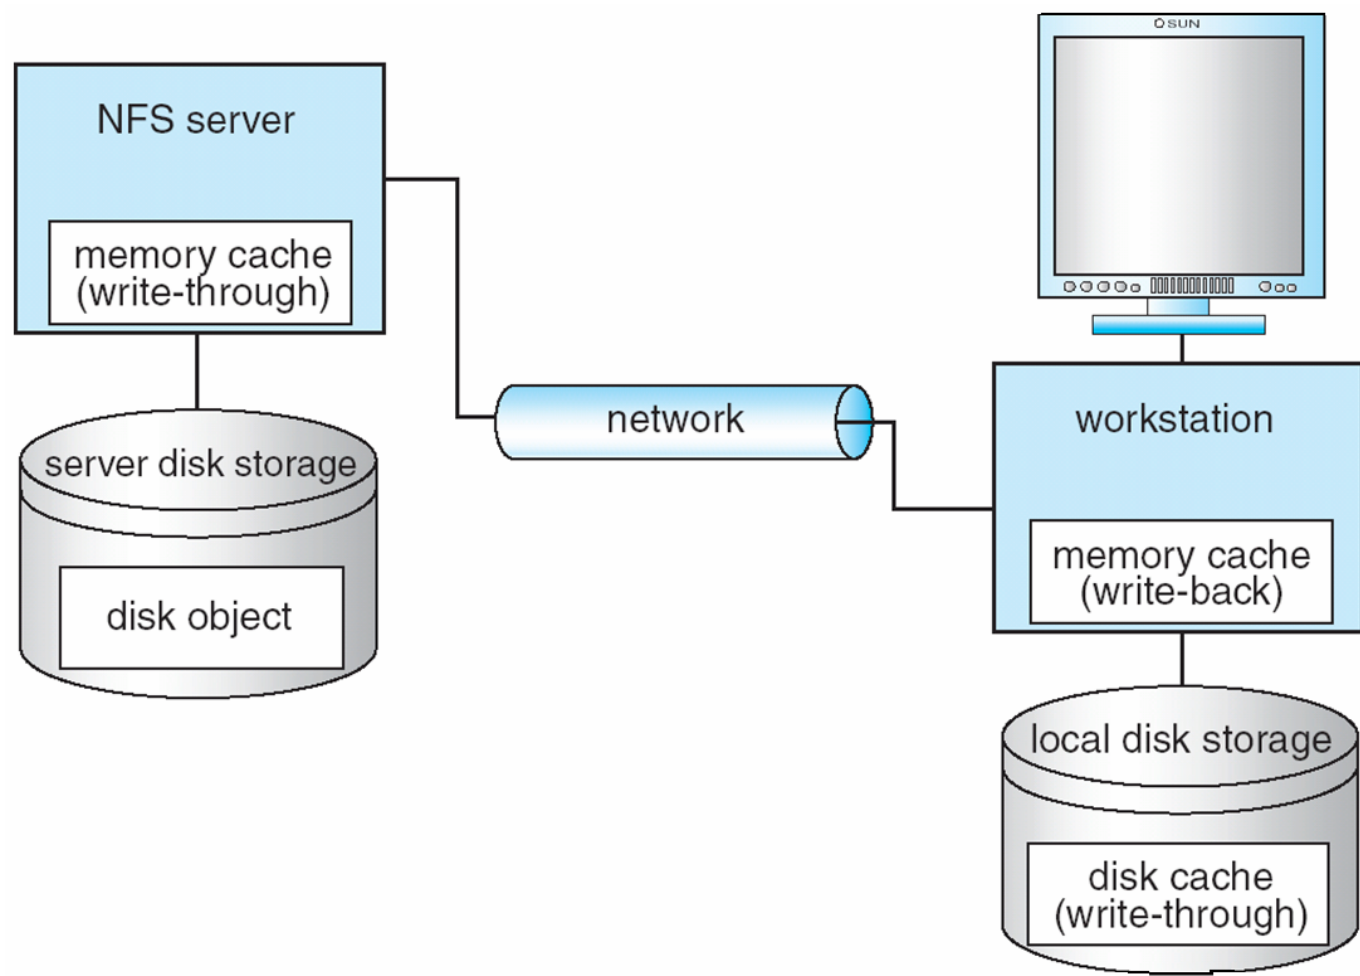 SUN
NFS server
memory cache
(write-through)
server disk storage
disk object
network
workstation
memory cache
(write-back)
local disk storage
disk cache
(write-through)